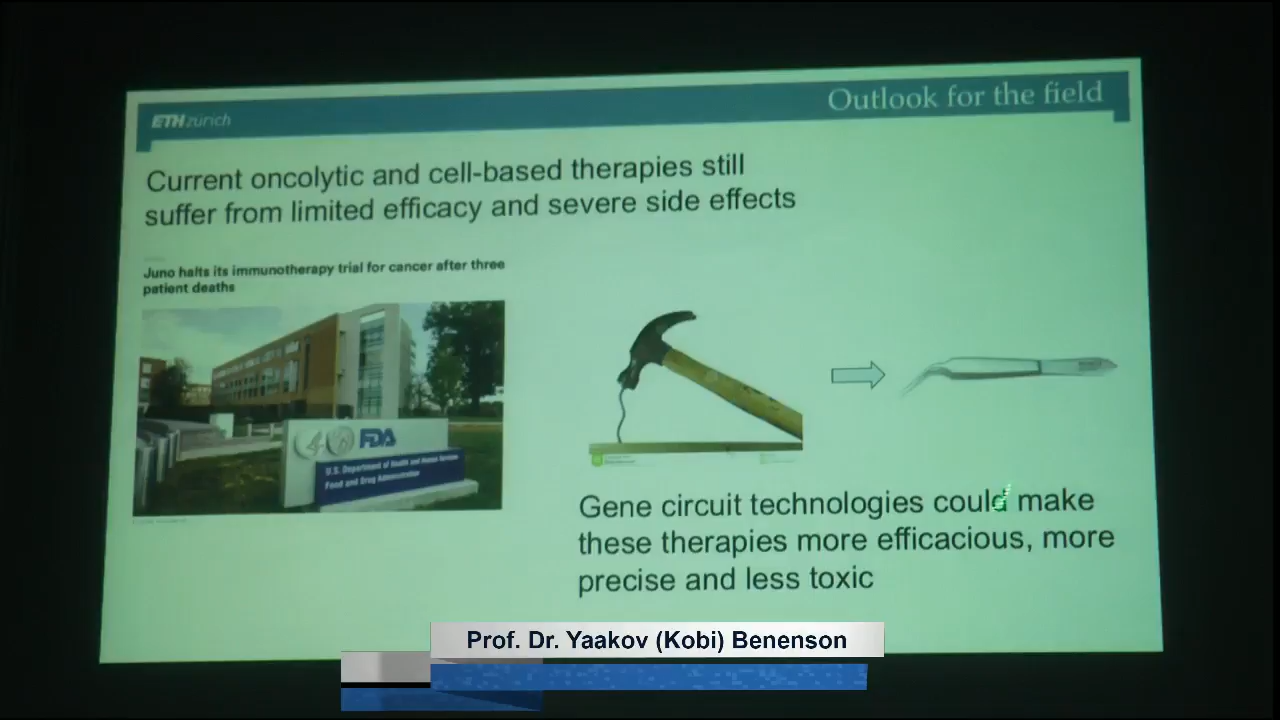 ETH zürich
Outlook for the field
Current oncolytic and cell-based therapies still
suffer from limited efficacy and severe side effects
Juno halts its immunotherapy trial for cancer after three
patient deaths
FDA
U.S. Department of Health and Human Services
Food and Drug Administration
Gene circuit technologies could make
these therapies more efficacious, more
precise and less toxic
Prof. Dr. Yaakov (Kobi) Benenson